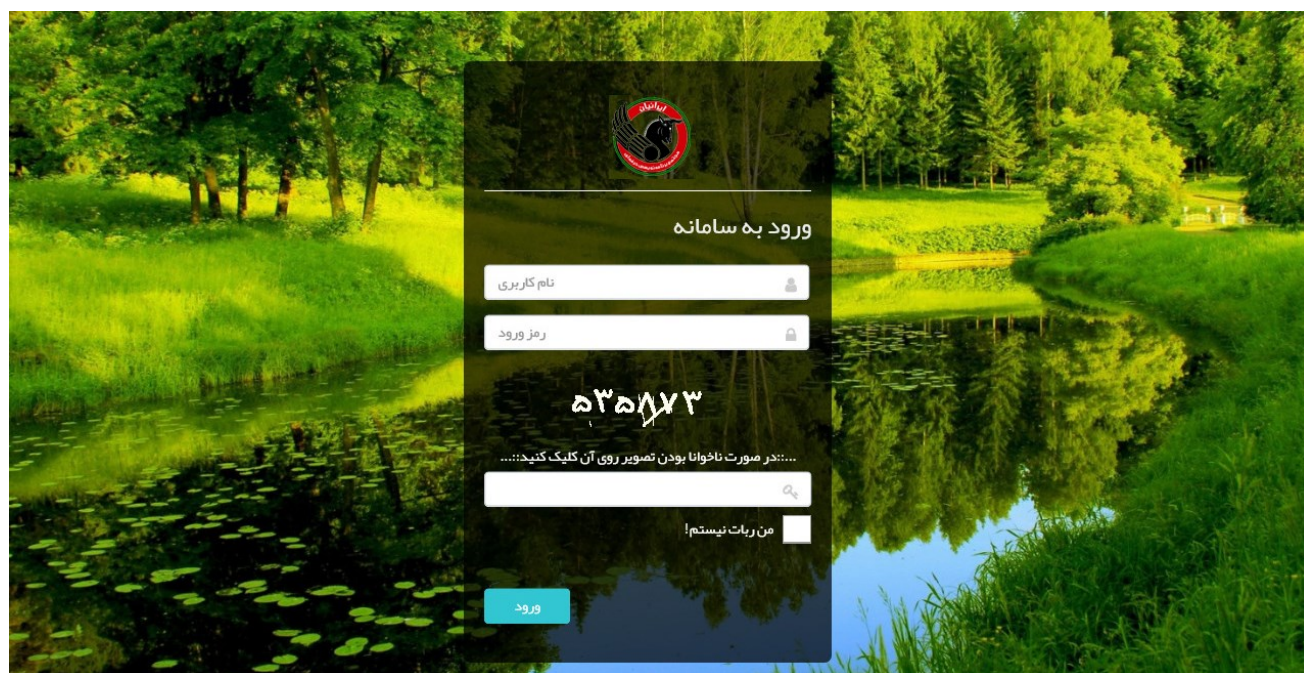 ایرانیان
ورود به سامانه
نام کاربری
رمز ورود
۵۳۵۸۷۳
...::در صورت ناخوانا بودن تصویر روی آن کلیک کنید::...
من ربات نیستم!
ورود